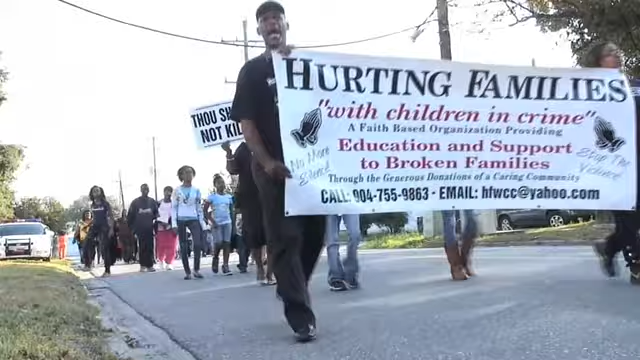 HURTING FAMILIES
"with children in crime"
A Faith Based Organization Providing
Education and Support
to Broken Families
Through the Generous Donations of a Caring Community
CALL: 904-755-9863 - EMAIL: hfwcc@yahoo.com
No More
Silence
Stop The
Violence
THOU SH
NOT KILL